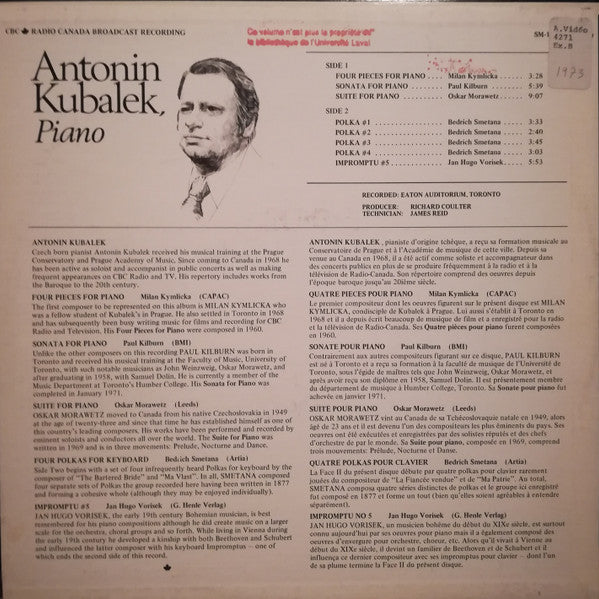 CBC RADIO CANADA BROADCAST RECORDING
Ce volume n'est plus la propriété de
la bibliothèque de l'Université Laval
SM-1
A.Vidéo
4271
Ex.B
1973
Antonin
Kubalek,
Piano
SIDE 1
FOUR PIECES FOR PIANO .... Milan Kymlicka ...... 3:28
SONATA FOR PIANO ........ Paul Kilburn ....... 5:39
SUITE FOR PIANO ......... Oskar Morawetz ..... 9:07
SIDE 2
POLKA #1 ................ Bedrich Smetana .... 3:33
POLKA #2 ................ Bedrich Smetana .... 2:40
POLKA #3 ................ Bedrich Smetana .... 3:45
POLKA #4 ................ Bedrich Smetana .... 3:03
IMPROMPTU #5 ............ Jan Hugo Vorisek ... 5:53
RECORDED: EATON AUDITORIUM, TORONTO
PRODUCER: RICHARD COULTER
TECHNICIAN: JAMES REID
ANTONIN KUBALEK
Czech born pianist Antonin Kubalek received his musical training at the Prague
Conservatory and Prague Academy of Music. Since coming to Canada in 1968 he
has been active as soloist and accompanist in public concerts as well as making
frequent appearances on CBC Radio and TV. His repertory includes works from
the Baroque to the 20th century.
FOUR PIECES FOR PIANO Milan Kymlicka (CAPAC)
The first composer to be represented on this album is MILAN KYMLICKA who
was a fellow student of Kubalek's in Prague. He also settled in Toronto in 1968
and has subsequently been busy writing music for films and recording for CBC
Radio and Television. His Four Pieces for Piano were composed in 1960.
SONATA FOR PIANO Paul Kilburn (BMI)
Unlike the other composers on this recording PAUL KILBURN was born in
Toronto and received his musical training at the Faculty of Music, University of
Toronto, with such notable musicians as John Weinzweig, Oskar Morawetz, and
after graduating in 1958, with Samuel Dolin. He is currently a member of the
Music Department at Toronto's Humber College. His Sonata for Piano was
completed in January 1971.
SUITE FOR PIANO Oskar Morawetz (Leeds)
OSKAR MORAWETZ moved to Canada from his native Czechoslovakia in 1949
at the age of twenty-three and since that time he has established himself as one
of this country's leading composers. His works have been performed and recorded by
eminent soloists and conductors all over the world. The Suite for Piano was
written in 1969 and is in three movements: Prelude, Nocturne and Dance.
FOUR POLKAS FOR KEYBOARD Bedrich Smetana (Artia)
Side Two begins with a set of four infrequently heard Polkas for keyboard by the
composer of "The Bartered Bride" and "Ma Vlast". In all, SMETANA composed
four separate sets of Polkas the group recorded here having been written in 1877
and forming a cohesive whole (although they may be enjoyed individually).
IMPROMPTU #5 Jan Hugo Vorisek (G. Henle Verlag)
JAN HUGO VORISEK, the early 19th century Bohemian musician, is best
remembered for his piano compositions although he did create music on a larger
scale for the orchestra, choral groups and so forth. While living in Vienna during
the early 19th century he developed a kinship with both Beethoven and Schubert
and influenced the latter composer with his keyboard Impromptus – one of
which ends the second side of this record.
ANTONIN KUBALEK, pianiste d'origine tchèque, a reçu sa formation musicale au
Conservatoire de Prague et à l'Académie de musique de cette ville. Depuis sa
venue au Canada en 1968, il a été actif comme soliste et accompagnateur dans
des concerts publics en plus de se produire fréquemment à la radio et à la
télévision de Radio-Canada. Son répertoire comprend des oeuvres depuis
l'époque baroque jusqu'au 20ième siècle.
QUATRE PIECES POUR PIANO Milan Kymlicka (CAPAC)
Le premier compositeur dont les oeuvres figurent sur le présent disque est MILAN
KYMLICKA, condisciple de Kubalek à Prague. Lui aussi s'établit à Toronto en
1968 et il a depuis écrit beaucoup de musique de film et a enregistré pour la radio
et la télévision de Radio-Canada. Ses Quatre pièces pour piano furent composées
en 1960.
SONATE POUR PIANO Paul Kilburn (BMI)
Contrairement aux autres compositeurs figurant sur ce disque, PAUL KILBURN
est né à Toronto et a reçu sa formation à la faculté de musique de l'Université de
Toronto, sous l'égide de maîtres tels que John Weinzweig, Oskar Morawetz, et
après avoir reçu son diplôme en 1958, Samuel Dolin. Il est présentement membre
du département de musique à Humber College, Toronto. Sa Sonate pour piano fut
achevée en janvier 1971.
SUITE POUR PIANO Oskar Morawetz (Leeds)
OSKAR MORAWETZ vint au Canada de sa Tchécoslovaquie natale en 1949, alors
âgé de 23 ans et il est devenu l'un des compositeurs les plus éminents du pays. Ses
oeuvres ont été exécutées et enregistrées par des solistes réputés et des chefs
d'orchestre de par le monde. Sa Suite pour piano, composée en 1969, comprend
trois mouvements: Prélude, Nocturne et Danse.
QUATRE POLKAS POUR CLAVIER Bedrich Smetana (Artia)
La Face II du présent disque débute par quatre polkas pour clavier rarement
jouées du compositeur de "La Fiancée vendue" et de "Ma Patrie". Au total,
SMETANA composa quatre séries distinctes de polkas et le groupe ici enregistré
fut composé en 1877 et forme un tout (bien qu'elles soient agréables à entendre
séparément).
IMPROMPTU NO 5 Jan Hugo Vorisek (G. Henle Verlag)
JAN HUGO VORISEK, un musicien bohème du début du XIXe siècle, est surtout
connu aujourd'hui par ses oeuvres pour piano mais il a également composé des
oeuvres d'envergure pour orchestre, choeur, etc. Alors qu'il vivait à Vienne au
début du XIXe siècle, il devint un familier de Beethoven et de Schubert et il
influença ce dernier compositeur avec ses impromptus pour clavier – dont l'un
de sa plume termine la Face II du présent disque.